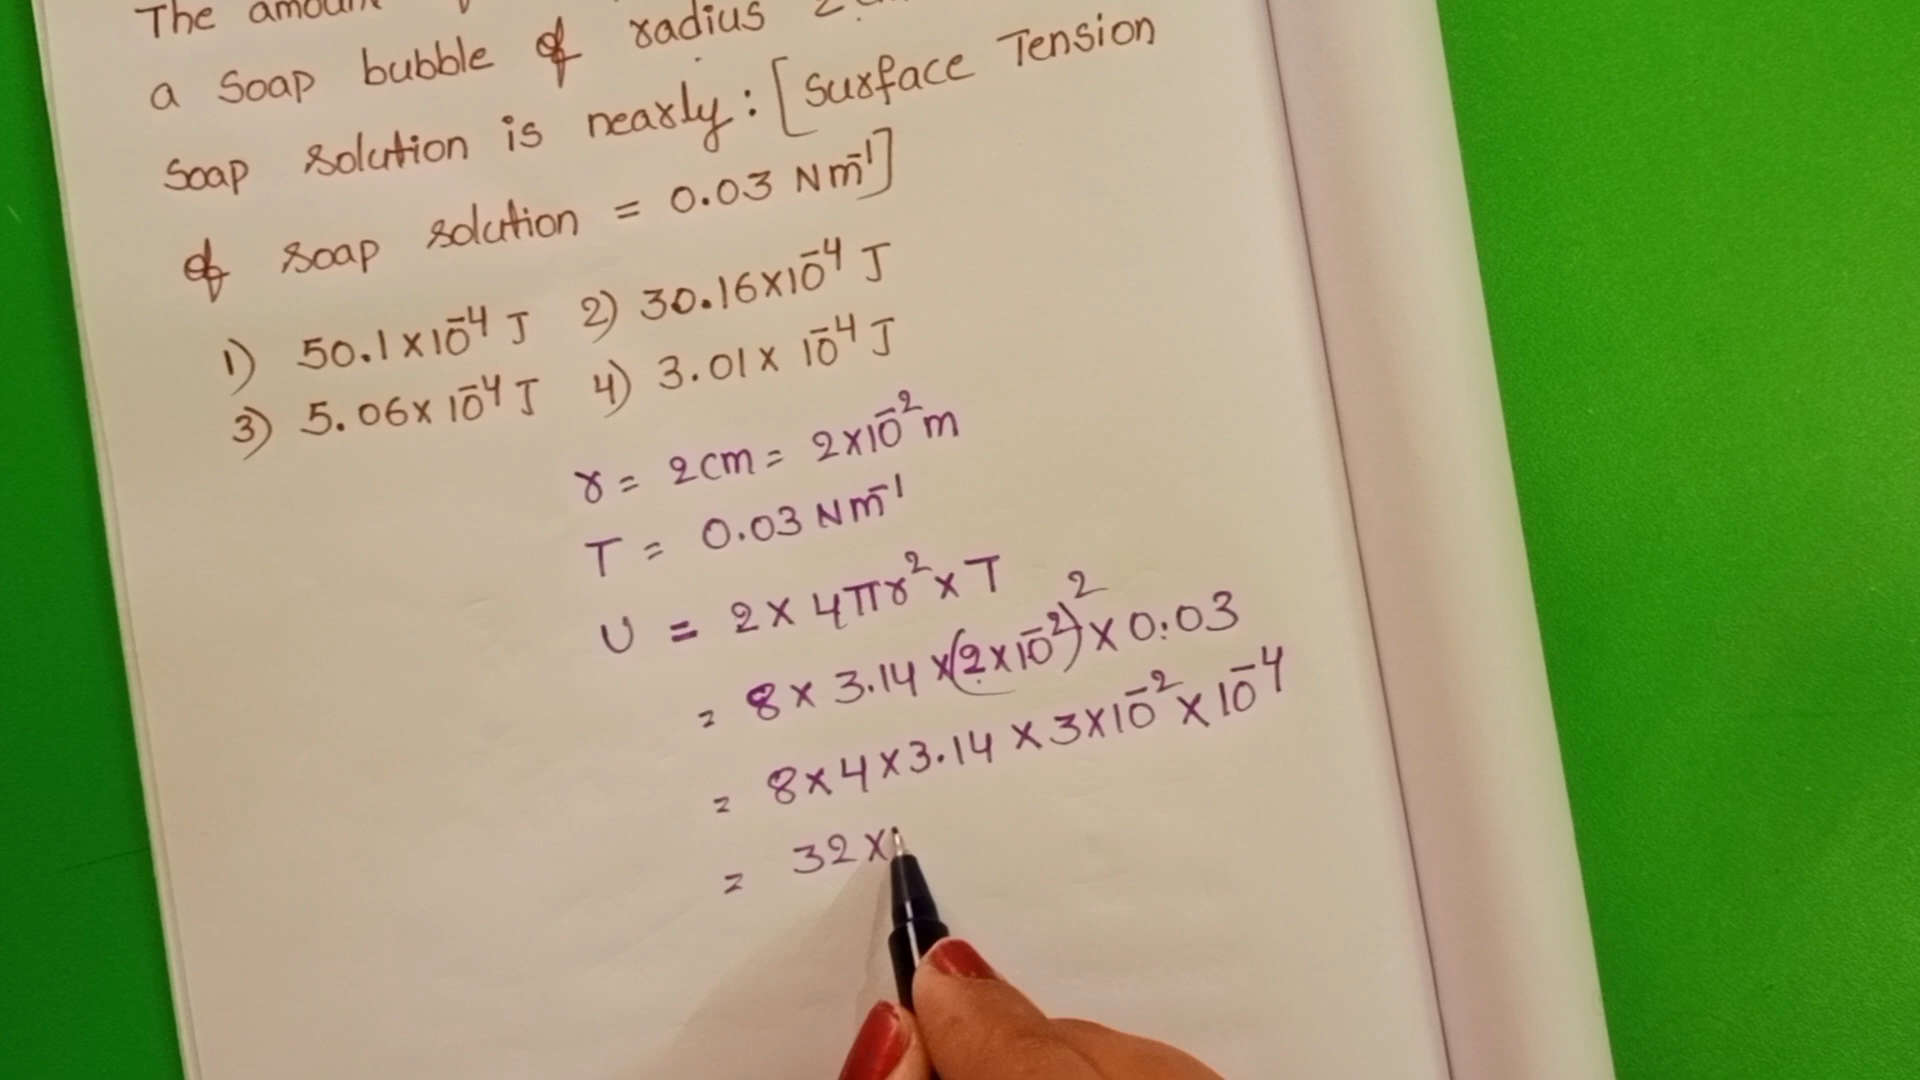 The amount
a soap bubble of radius 2
soap solution is nearly: [Surface Tension
of soap solution = 0.03 Nm⁻¹]
1) 50.1×10⁻⁴ J 2) 30.16×10⁻⁴ J
3) 5.06×10⁻⁴ J 4) 3.01×10⁻⁴ J
r = 2cm = 2×10⁻²m
T = 0.03 Nm⁻¹
U = 2×4πr²×T
= 8×3.14×(2×10⁻²)²×0.03
= 8×4×3.14×3×10⁻²×10⁻⁴
= 32×